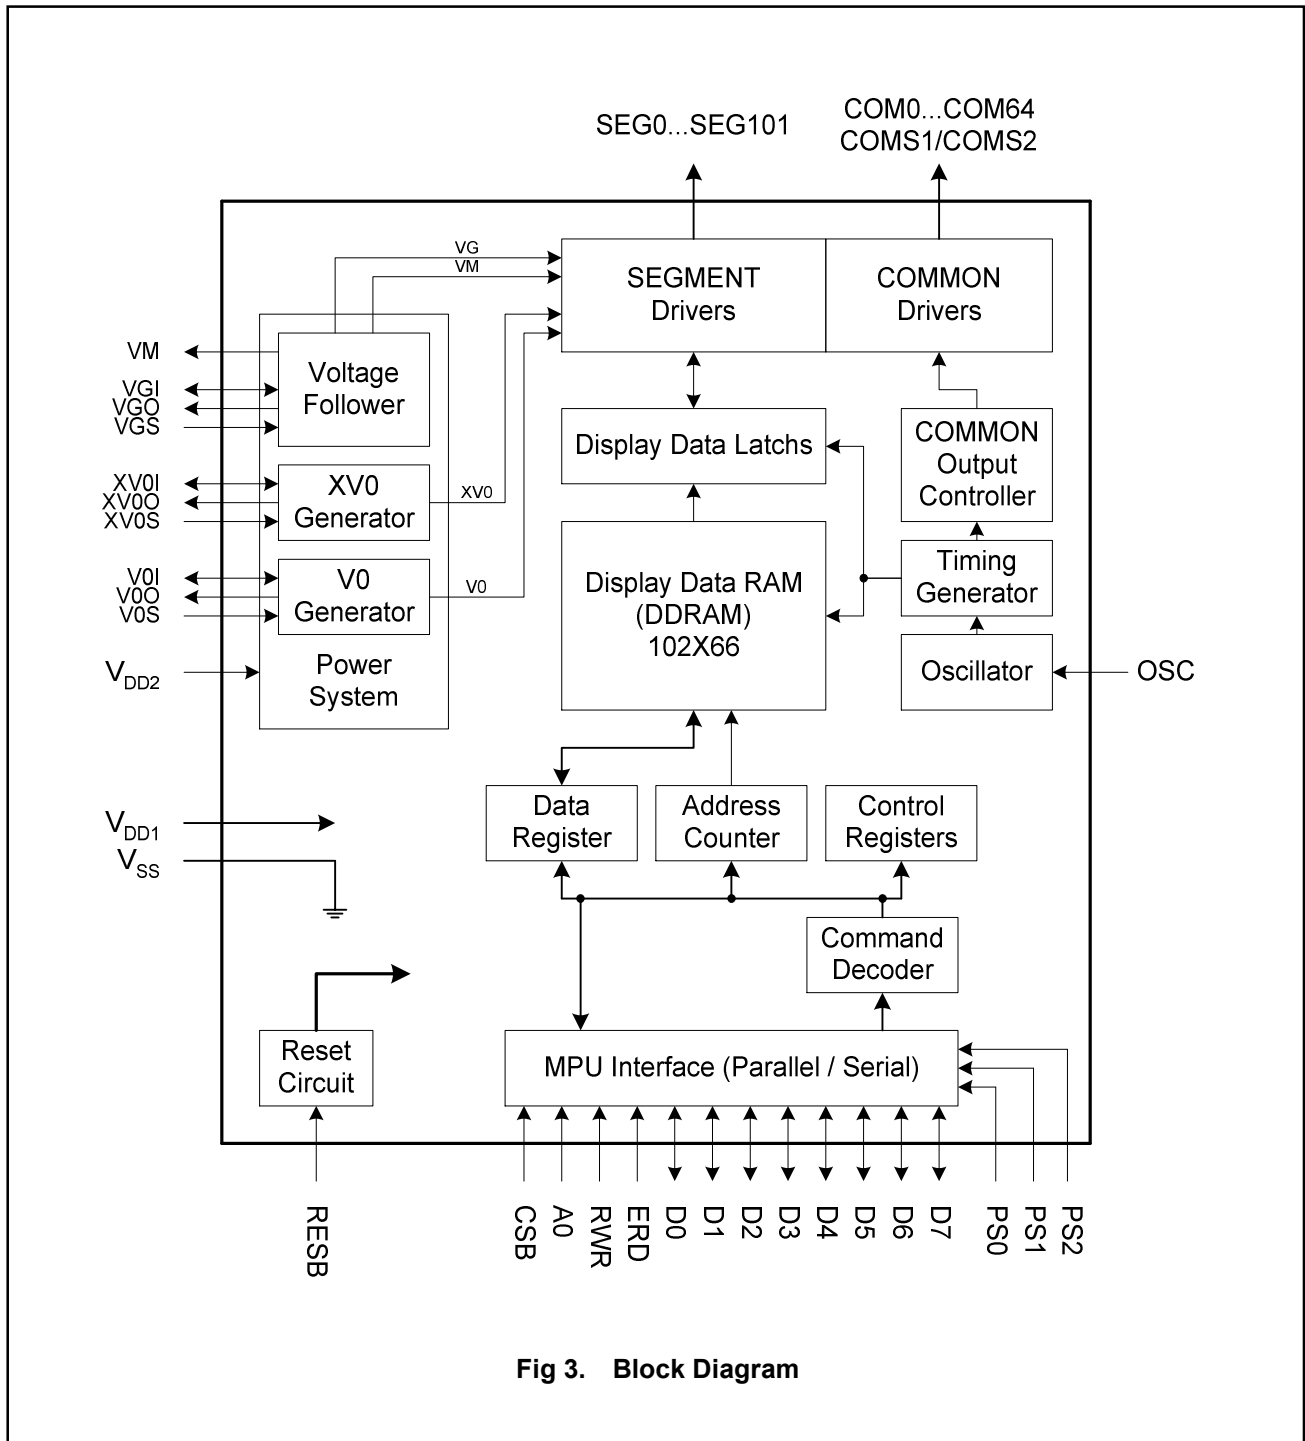 SEG0...SEG101
COM0...COM64
COMS1/COMS2
VG
VM
SEGMENT
Drivers
COMMON
Drivers
VM
VGI
VGO
VGS
Voltage
Follower
Display Data Latchs
COMMON
Output
Controller
XV0I
XV0O
XV0S
XV0
Generator
XV0
V0I
V0O
V0S
V0
Generator
V0
Display Data RAM
(DDRAM)
102X66
Timing
Generator
Power
System
VDD2
Oscillator
OSC
VDD1
VSS
Data
Register
Address
Counter
Control
Registers
Command
Decoder
Reset
Circuit
MPU Interface (Parallel / Serial)
RESB
CSB
A0
RWR
ERD
D0
D1
D2
D3
D4
D5
D6
D7
PS0
PS1
PS2
Fig 3. Block Diagram